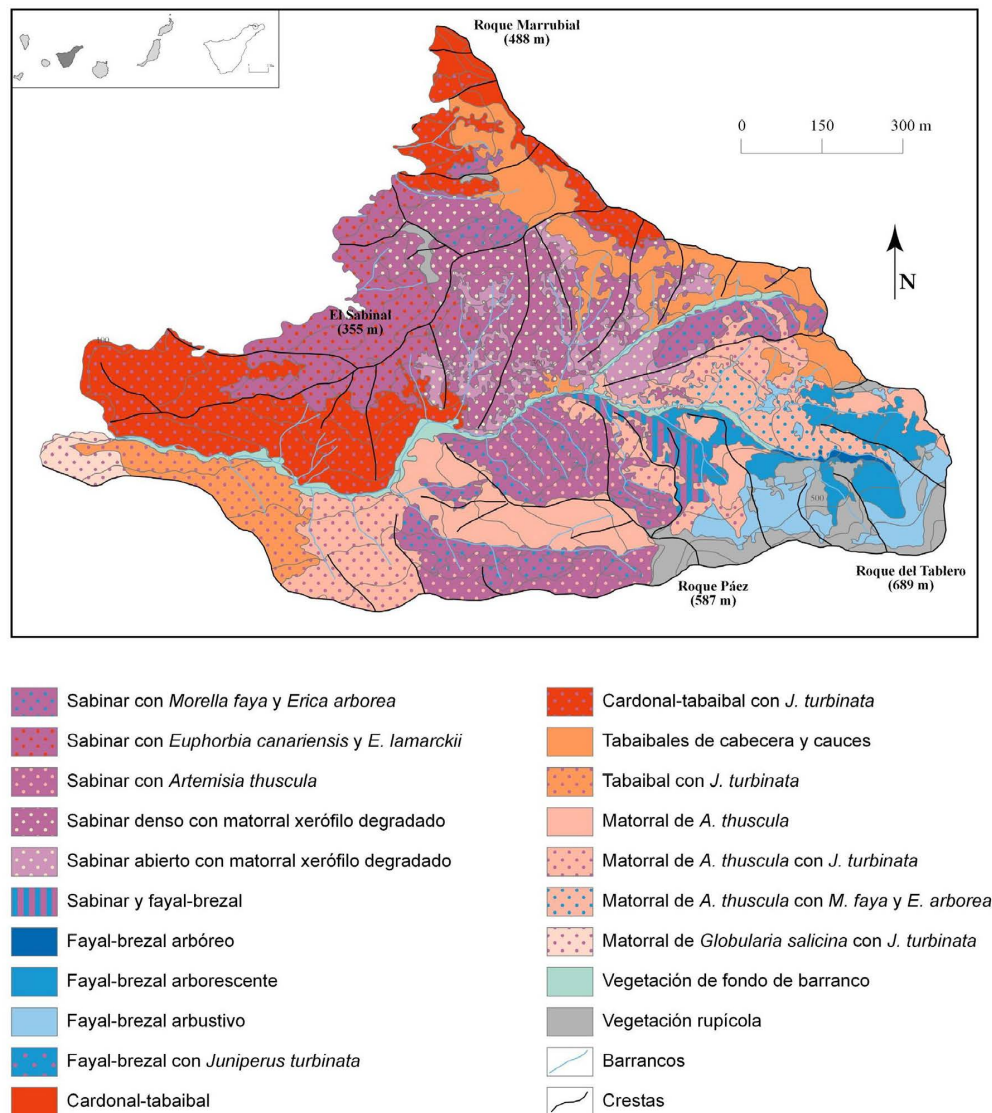 Roque Marrubial
(488 m)
0 150 300 m
N
El Sabinal
(355 m)
100
500
Roque Páez
(587 m)
Roque del Tablero
(689 m)
Sabinar con Morella faya y Erica arborea
Sabinar con Euphorbia canariensis y E. lamarckii
Sabinar con Artemisia thuscula
Sabinar denso con matorral xerófilo degradado
Sabinar abierto con matorral xerófilo degradado
Sabinar y fayal-brezal
Fayal-brezal arbóreo
Fayal-brezal arborescente
Fayal-brezal arbustivo
Fayal-brezal con Juniperus turbinata
Cardonal-tabaibal
Cardonal-tabaibal con J. turbinata
Tabaibales de cabecera y cauces
Tabaibal con J. turbinata
Matorral de A. thuscula
Matorral de A. thuscula con J. turbinata
Matorral de A. thuscula con M. faya y E. arborea
Matorral de Globularia salicina con J. turbinata
Vegetación de fondo de barranco
Vegetación rupícola
Barrancos
Crestas